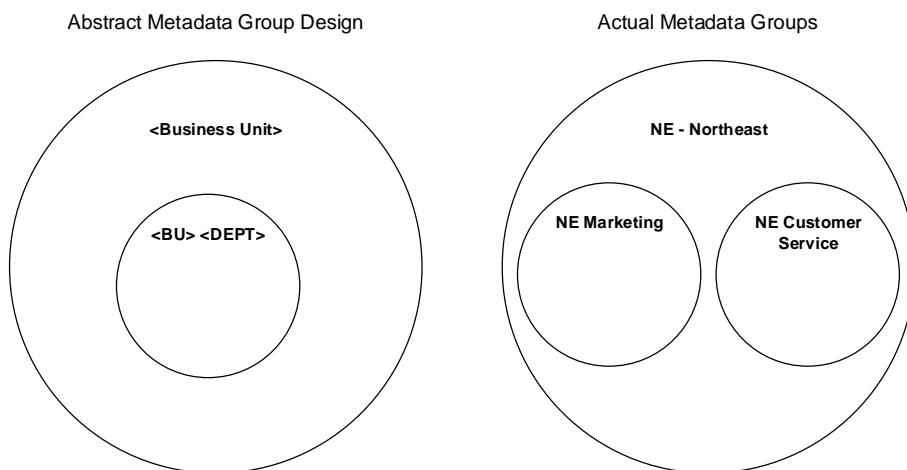 Abstract Metadata Group Design
Actual Metadata Groups
<Business Unit>
<BU> <DEPT>
NE - Northeast
NE Marketing
NE Customer
Service